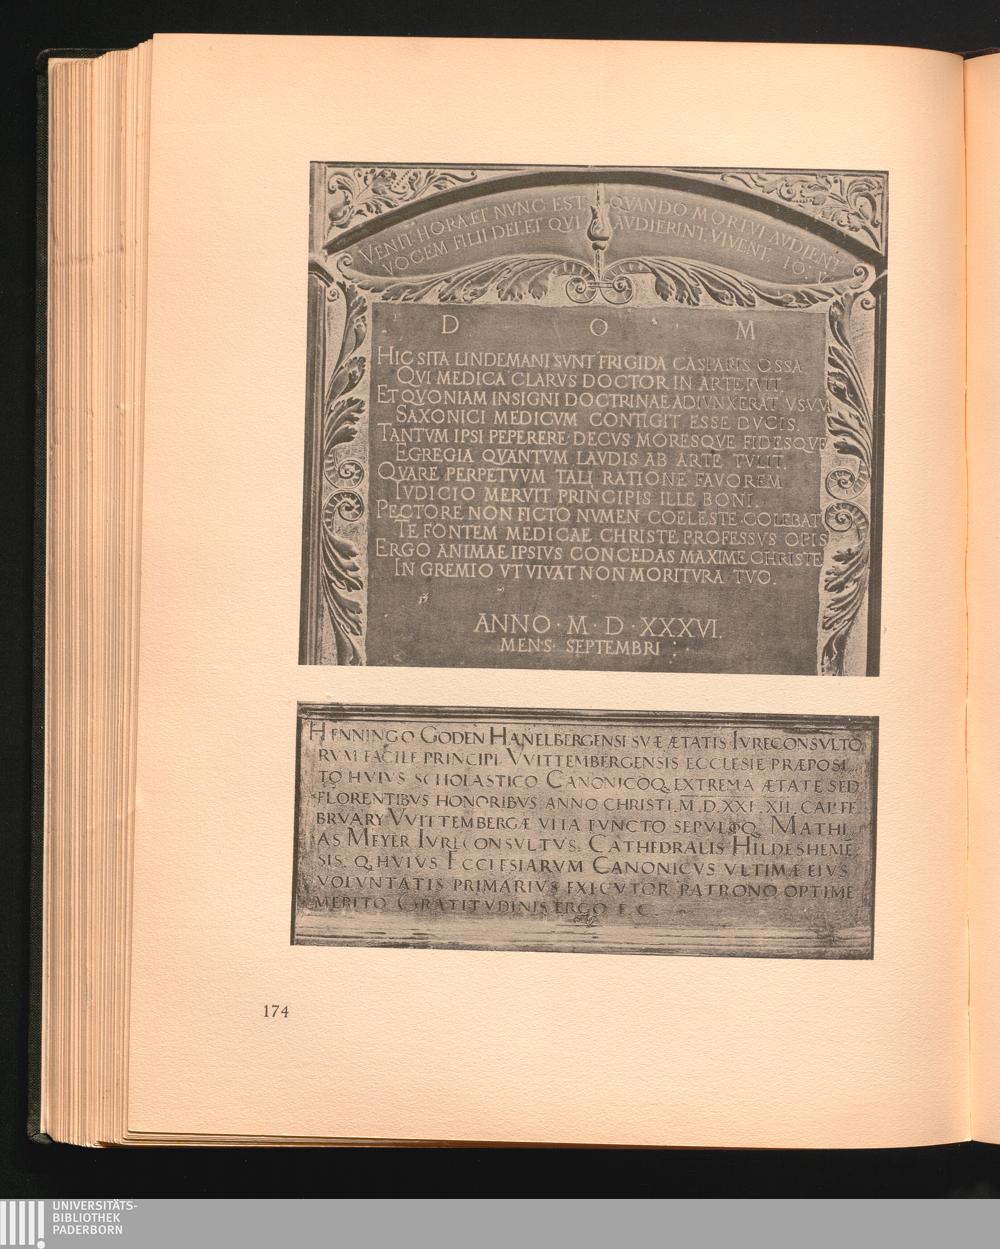 VENIT HORA ET NVNC EST QVANDO MORTVI AVDIENT
VOCEM FILII DEI ET QVI AVDIERINT VIVENT. IO: V
D O M
HIC SITA LINDEMANI SVNT FRIGIDA CASPARIS OSSA
QVI MEDICA CLARVS DOCTOR IN ARTE FVIT
ET QVONIAM INSIGNI DOCTRINAE ADIVNXERAT VSVM
SAXONICI MEDICVM CONTIGIT ESSE DVCIS.
TANTVM IPSI PEPERERE DECVS MORESQVE FIDESQVE
EGREGIA QVANTVM LAVDIS AB ARTE TVLIT
QVARE PERPETVVM TALI RATIONE FAVOREM
IVDICIO MERVIT PRINCIPIS ILLE BONI.
PECTORE NON FICTO NVMEN COELESTE COLEBAT
TE FONTEM MEDICAE CHRISTE PROFESSVS OPIS
ERGO ANIMAE IPSIVS CONCEDAS MAXIME CHRISTE
IN GREMIO VT VIVAT NON MORITVRA TVO.
ANNO · M · D · XXXVI.
MENS· SEPTEMBRI
HENNINGO GODEN HANELBERGENSI SVÆ ÆTATIS IVRECONSVLTO
RVM FACILE PRINCIPI. VVITTEMBERGENSIS ECCLESIE PRÆPOSI
TO HVIVS SCHOLASTICO CANONICOQ. EXTREMA ÆTATE SED
FLORENTIBVS HONORIBVS ANNO CHRISTI. M. D. XXI. XII. CAL FE
BRVARY VVITTEMBERGÆ VITA FVNCTO SEPVLTOQ. MATHI
AS MEYER IVRECONSVLTVS. CATHEDRALIS HILDESHEMĒ
SIS. Q. HVIVS ECCLESIARVM CANONICVS VLTIMÆ EIVS
VOLVNTATIS PRIMARIVS EXECVTOR PATRONO OPTIME
MERITO GRATITVDINIS ERGO F. C
174
UNIVERSITÄTS-
BIBLIOTHEK
PADERBORN